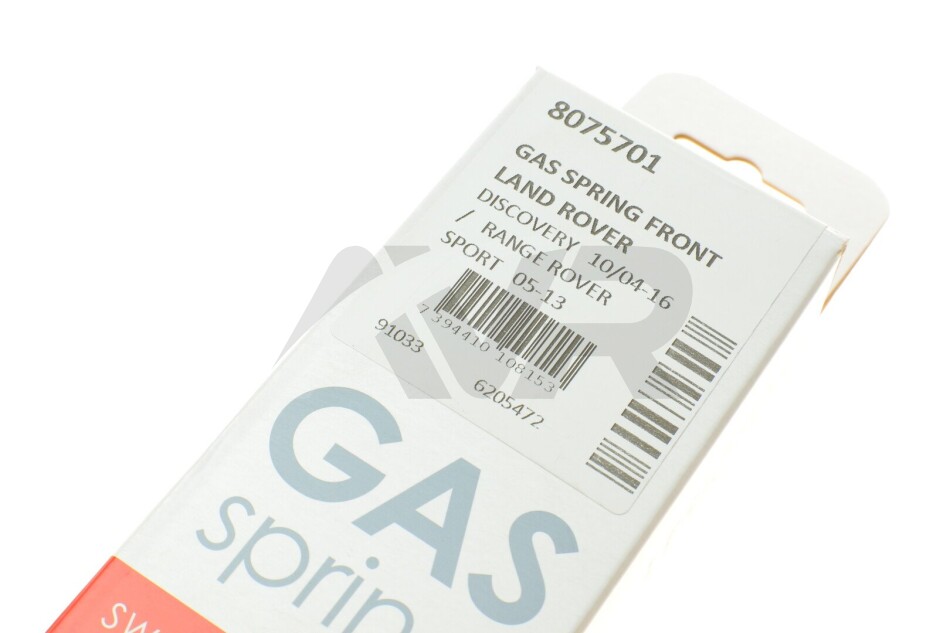 8075701
GAS SPRING FRONT
LAND ROVER
DISCOVERY 10/04-16
/ RANGE ROVER
SPORT 05-13
7 394410 108153
91033
6205472
GAS
sprin
sw